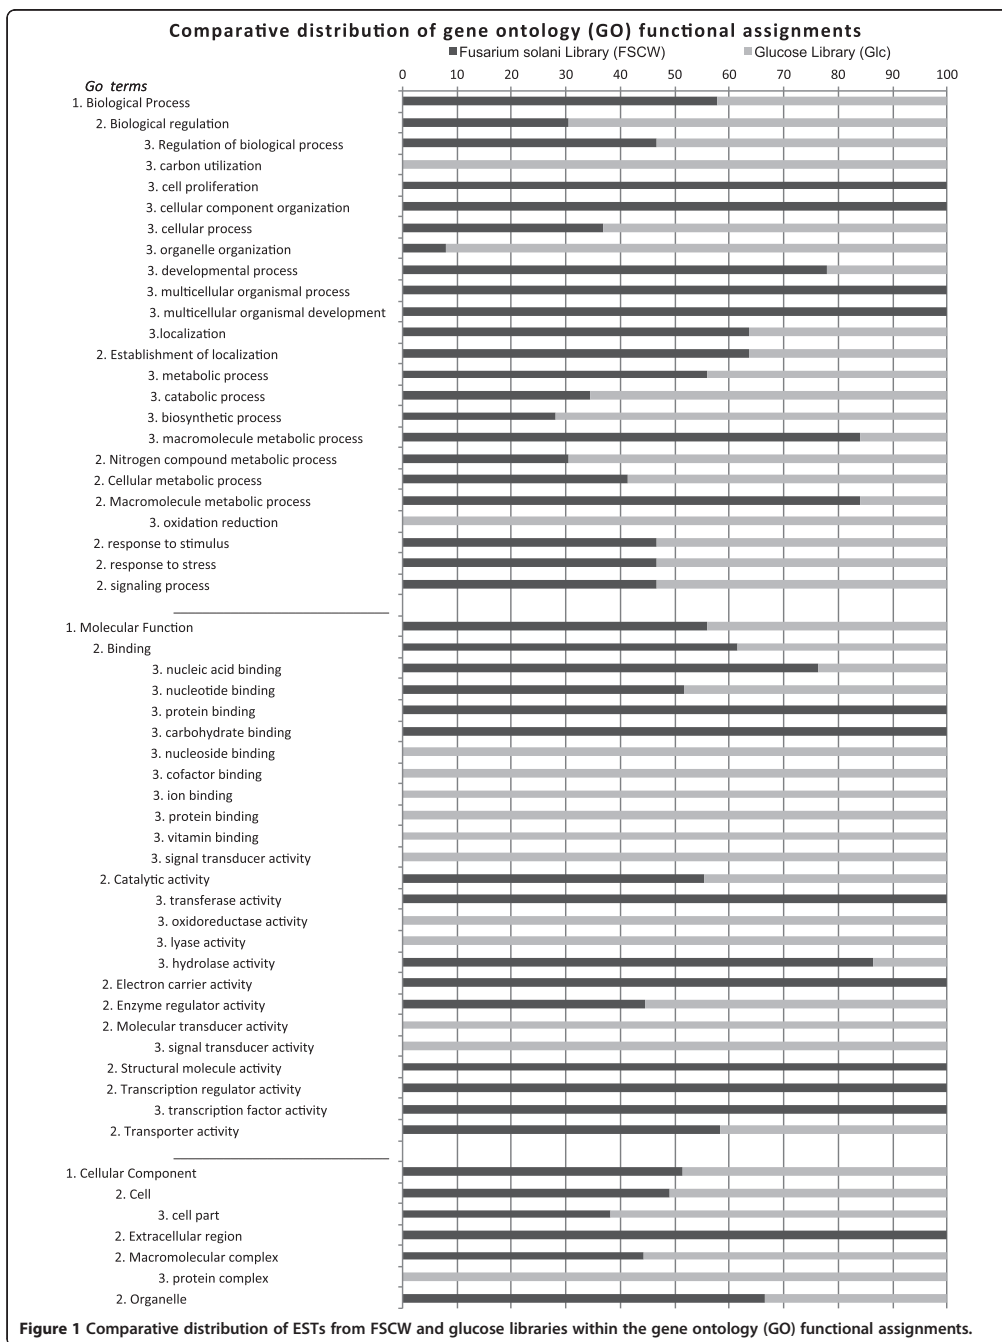 Comparative distribution of gene ontology (GO) functional assignments
Fusarium solani Library (FSCW) Glucose Library (Glc)
0 10 20 30 40 50 60 70 80 90 100
Go terms
1. Biological Process
2. Biological regulation
3. Regulation of biological process
3. carbon utilization
3. cell proliferation
3. cellular component organization
3. cellular process
3. organelle organization
3. developmental process
3. multicellular organismal process
3. multicellular organismal development
3.localization
2. Establishment of localization
3. metabolic process
3. catabolic process
3. biosynthetic process
3. macromolecule metabolic process
2. Nitrogen compound metabolic process
2. Cellular metabolic process
2. Macromolecule metabolic process
3. oxidation reduction
2. response to stimulus
2. response to stress
2. signaling process
1. Molecular Function
2. Binding
3. nucleic acid binding
3. nucleotide binding
3. protein binding
3. carbohydrate binding
3. nucleoside binding
3. cofactor binding
3. ion binding
3. protein binding
3. vitamin binding
3. signal transducer activity
2. Catalytic activity
3. transferase activity
3. oxidoreductase activity
3. lyase activity
3. hydrolase activity
2. Electron carrier activity
2. Enzyme regulator activity
2. Molecular transducer activity
3. signal transducer activity
2. Structural molecule activity
2. Transcription regulator activity
3. transcription factor activity
2. Transporter activity
1. Cellular Component
2. Cell
3. cell part
2. Extracellular region
2. Macromolecular complex
3. protein complex
2. Organelle
Figure 1 Comparative distribution of ESTs from FSCW and glucose libraries within the gene ontology (GO) functional assignments.